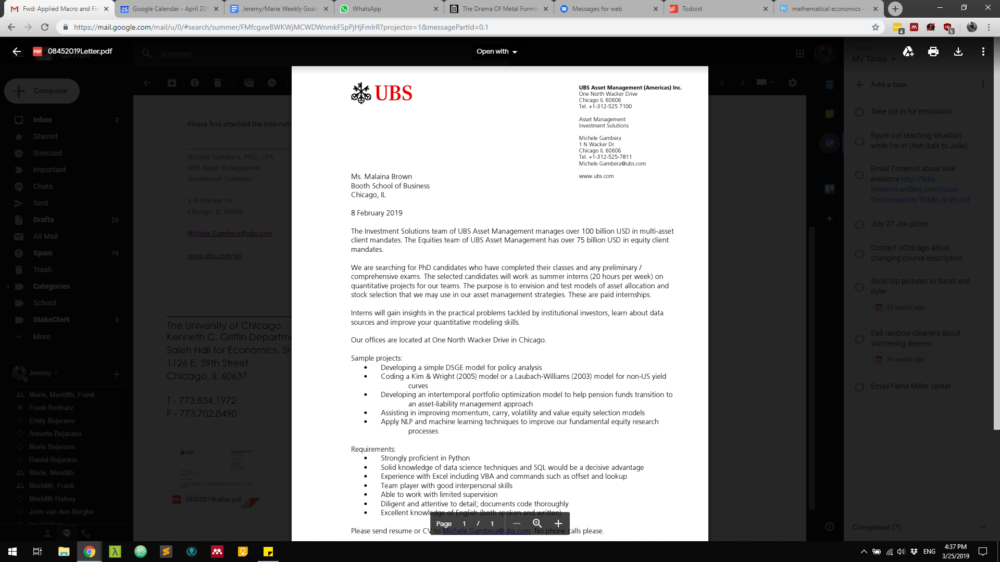 Fwd: Applied Macro and Fin
Google Calendar - April 201
Jeremy/Marie Weekly Goals
WhatsApp
The Drama Of Metal Formin
Messages for web
Todoist
mathematical economics -
https://mail.google.com/mail/u/0/#search/summer/FMfcgxwBWKWjMCWDWnmkFSpPjHjFmlrR?projector=1&messagePartId=0.1
4
5
PDF 08452019Letter.pdf
summer
Open with
TASKS
My Tasks
Compose
Add a task
Inbox 2
Starred
Snoozed
Important
Chats
Sent
Drafts 25
All Mail
Spam 19
Trash
Categories
School
StakeClerk 3
More
Jeremy
Marie, Meredith, Frank
Frank Bednarz
Emily Bejarano
Annette Bejarano
Marie Bejarano
Daniel Bejarano
Marie, Meredith
Meridith, Frank
Meridith Halsey
John van den Berghe
Please find attached the internshi
Michele Gambera, PhD, CFA
UBS Asset Management
Investment Solutions
1 N Wacker Dr
Chicago, IL 60606
Michele.Gambera@ubs.com
www.ubs.com/gis
The University of Chicago
Kenneth C. Griffin Departme
Saieh Hall for Economics, SH
1126 E. 59th Street
Chicago, IL 60637
T - 773.834.1972
F - 773.702.8490
UBS
PDF 08452019Letter.pdf
UBS
UBS Asset Management (Americas) Inc.
One North Wacker Drive
Chicago IL 60606
Tel. +1-312-525 7100
Asset Management
Investment Solutions
Michele Gambera
1 N Wacker Dr
Chicago IL 60606
Tel. +1-312-525-7811
Michele.Gambera@ubs.com
www.ubs.com
Ms. Malaina Brown
Booth School of Business
Chicago, IL
8 February 2019
The Investment Solutions team of UBS Asset Management manages over 100 billion USD in multi-asset
client mandates. The Equities team of UBS Asset Management has over 75 billion USD in equity client
mandates.
We are searching for PhD candidates who have completed their classes and any preliminary /
comprehensive exams. The selected candidates will work as summer interns (20 hours per week) on
quantitative projects for our teams. The purpose is to envision and test models of asset allocation and
stock selection that we may use in our asset management strategies. These are paid internships.
Interns will gain insights in the practical problems tackled by institutional investors, learn about data
sources and improve your quantitative modeling skills.
Our offices are located at One North Wacker Drive in Chicago.
Sample projects:
• Developing a simple DSGE model for policy analysis
• Coding a Kim & Wright (2005) model or a Laubach-Williams (2003) model for non-US yield
curves
• Developing an intertemporal portfolio optimization model to help pension funds transition to
an asset-liability management approach
• Assisting in improving momentum, carry, volatility and value equity selection models
• Apply NLP and machine learning techniques to improve our fundamental equity research
processes
Requirements:
• Strongly proficient in Python
• Solid knowledge of data science techniques and SQL would be a decisive advantage
• Experience with Excel including VBA and commands such as offset and lookup
• Team player with good interpersonal skills
• Able to work with limited supervision
• Diligent and attentive to detail; documents code thoroughly
• Excellent knowledge of English (both spoken and written)
Page 1 / 1
Please send resume or CV to Michele.Gambera@ubs.com. No phone calls please.
Take car in for emissions
figure out teaching situation
while I'm in Utah (talk to Julie)
Email Tintelnot about VAR
evidence http://felix-
tintelnot.wdfiles.com/local--
files/research/TKMD_draft.pdf
July 27 Jim picnic
Contact UChicago about
changing course description
Send trip pictures to Sarah and
Kyler
35 weeks ago
Call rainbow cleaners about
shortening sleeves
35 weeks ago
Email Fama Miller center
Completed (7)
ENG
4:37 PM
3/25/2019